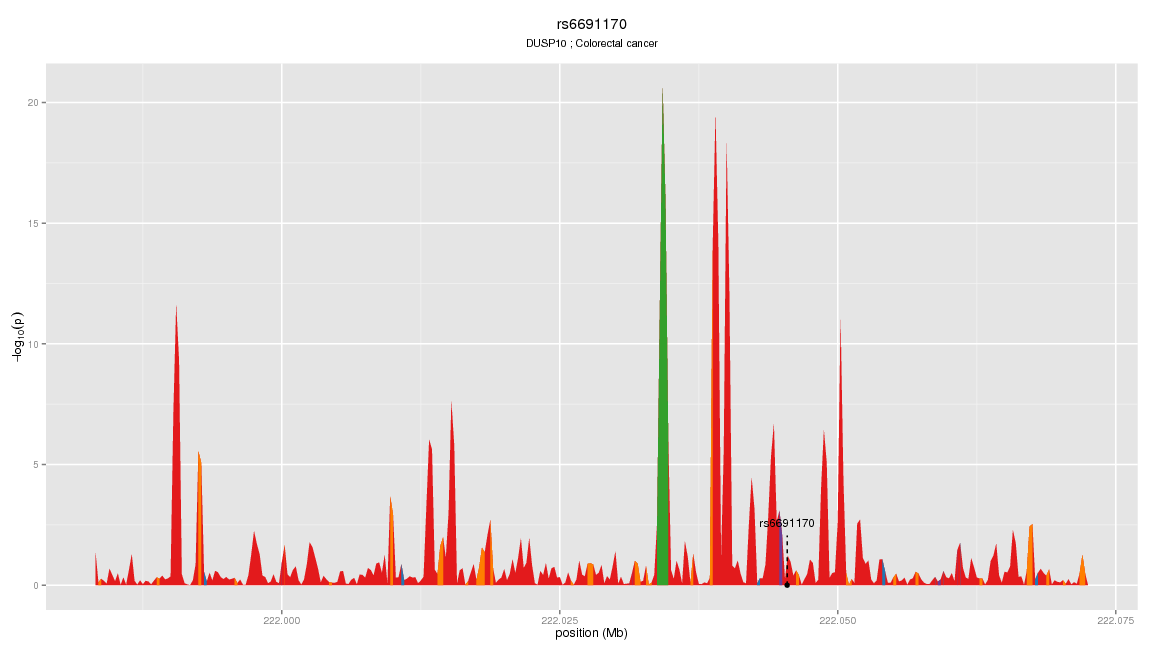 rs6691170
DUSP10 ; Colorectal cancer
−log10(p)
20
15
10
5
0
rs6691170
222.000 222.025 222.050 222.075
position (Mb)